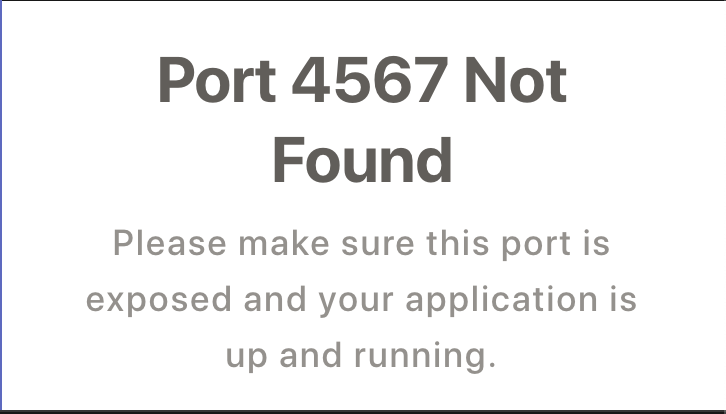 Port 4567 Not
Found
Please make sure this port is
exposed and your application is
up and running.